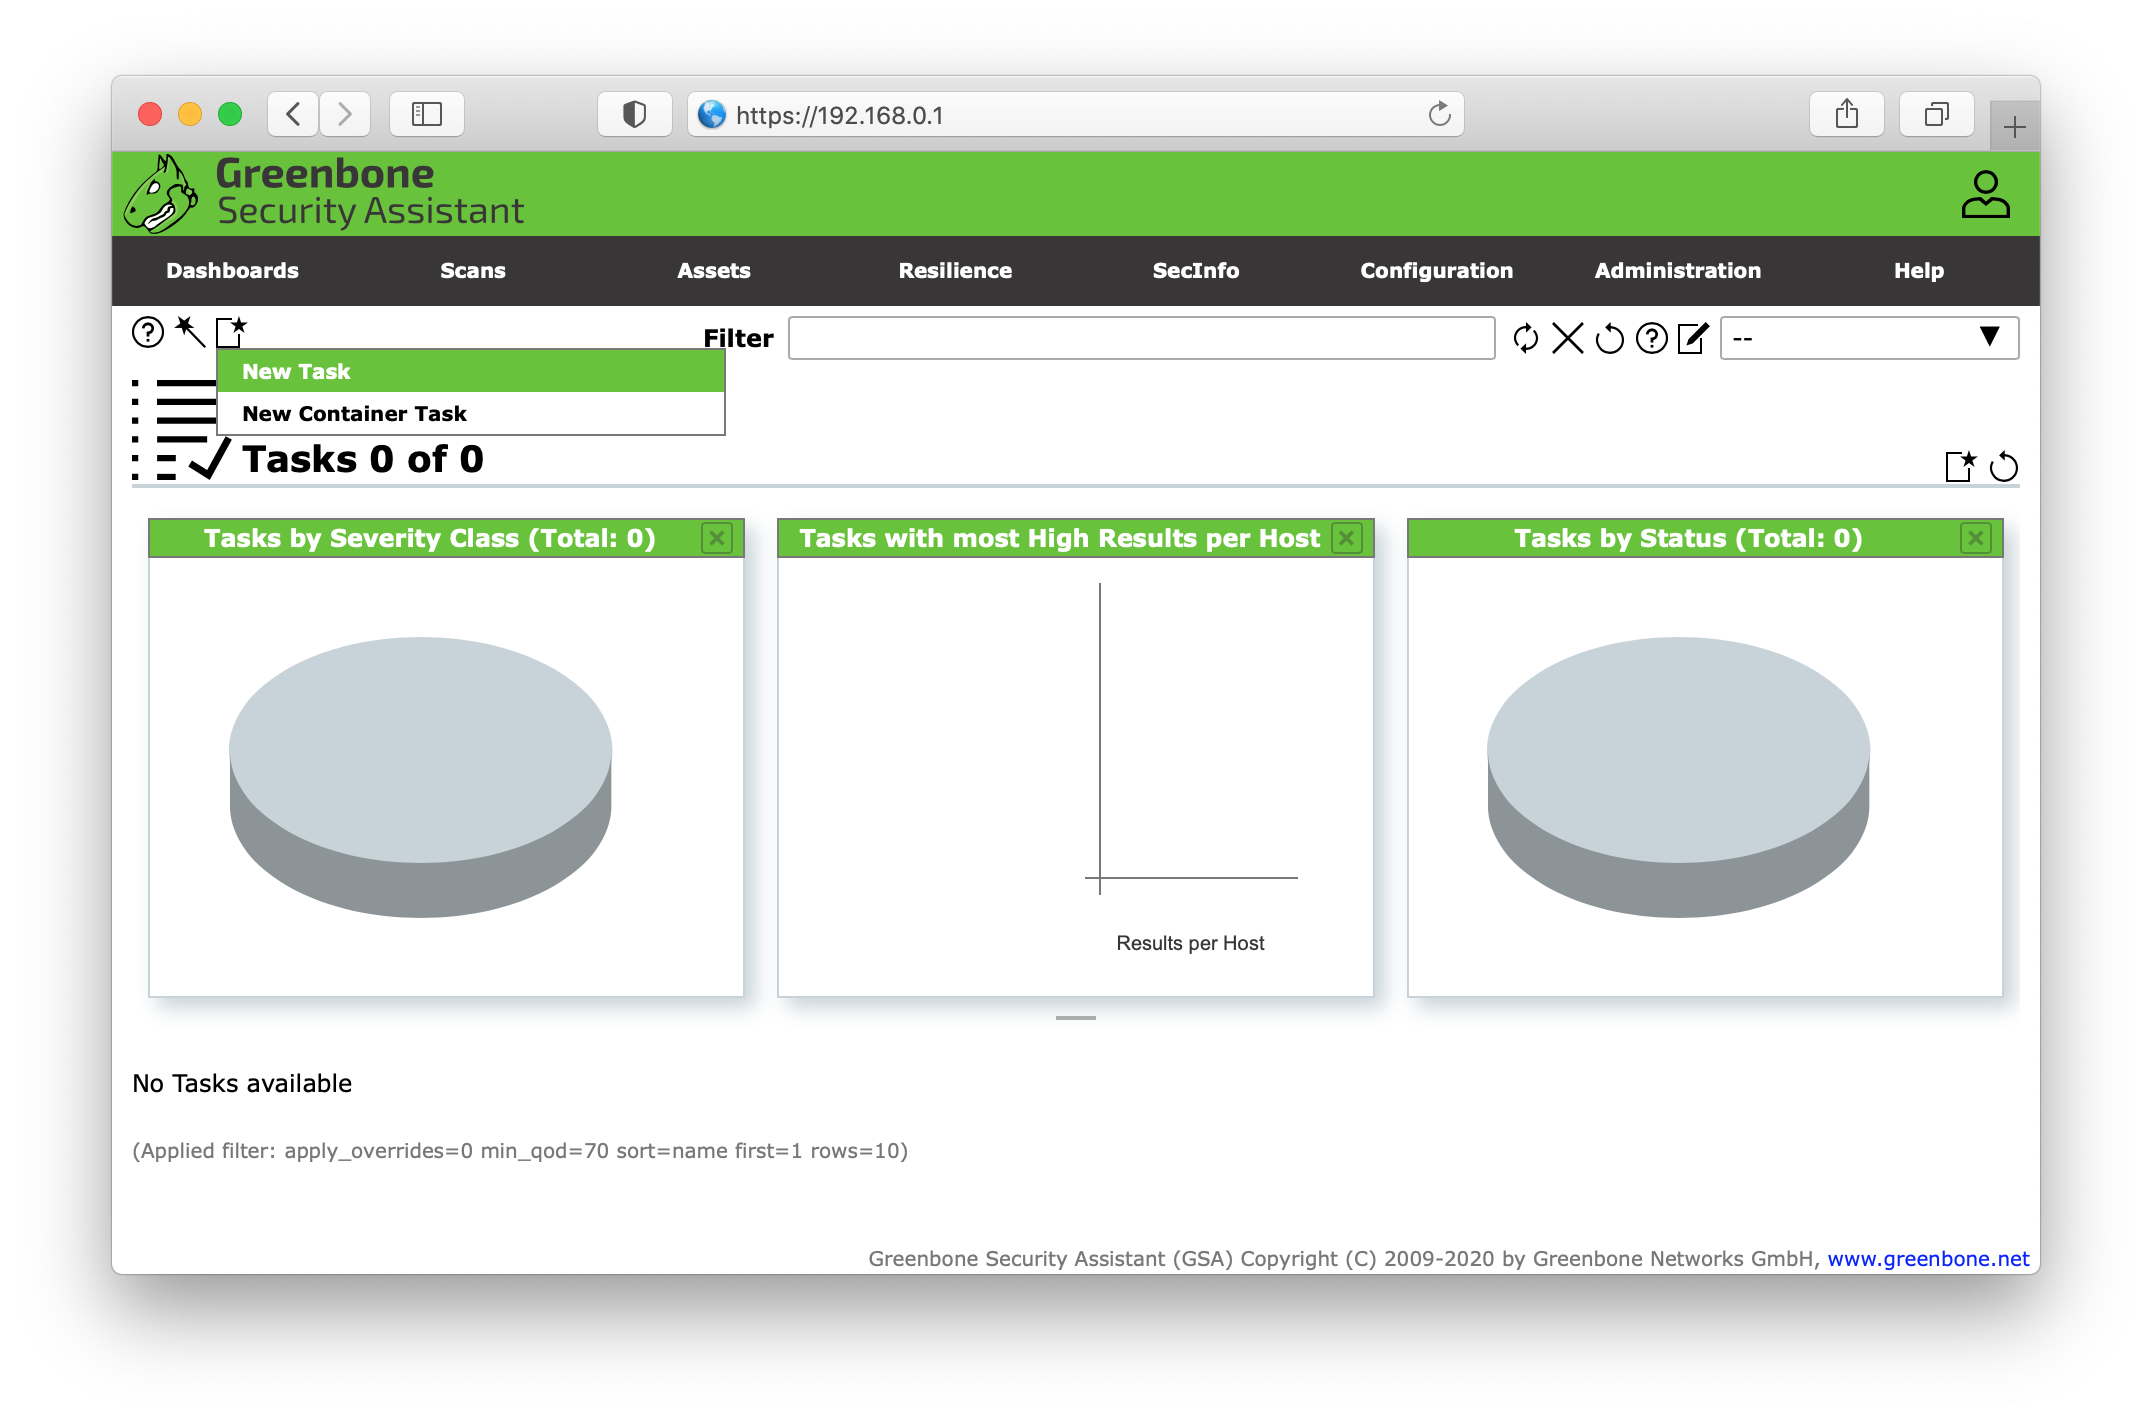 https://192.168.0.1
Greenbone
Security Assistant
Dashboards Scans Assets Resilience SecInfo Configuration Administration Help
Filter
--
New Task
New Container Task
Tasks 0 of 0
Tasks by Severity Class (Total: 0)
Tasks with most High Results per Host
Tasks by Status (Total: 0)
Results per Host
No Tasks available
(Applied filter: apply_overrides=0 min_qod=70 sort=name first=1 rows=10)
Greenbone Security Assistant (GSA) Copyright (C) 2009-2020 by Greenbone Networks GmbH, www.greenbone.net